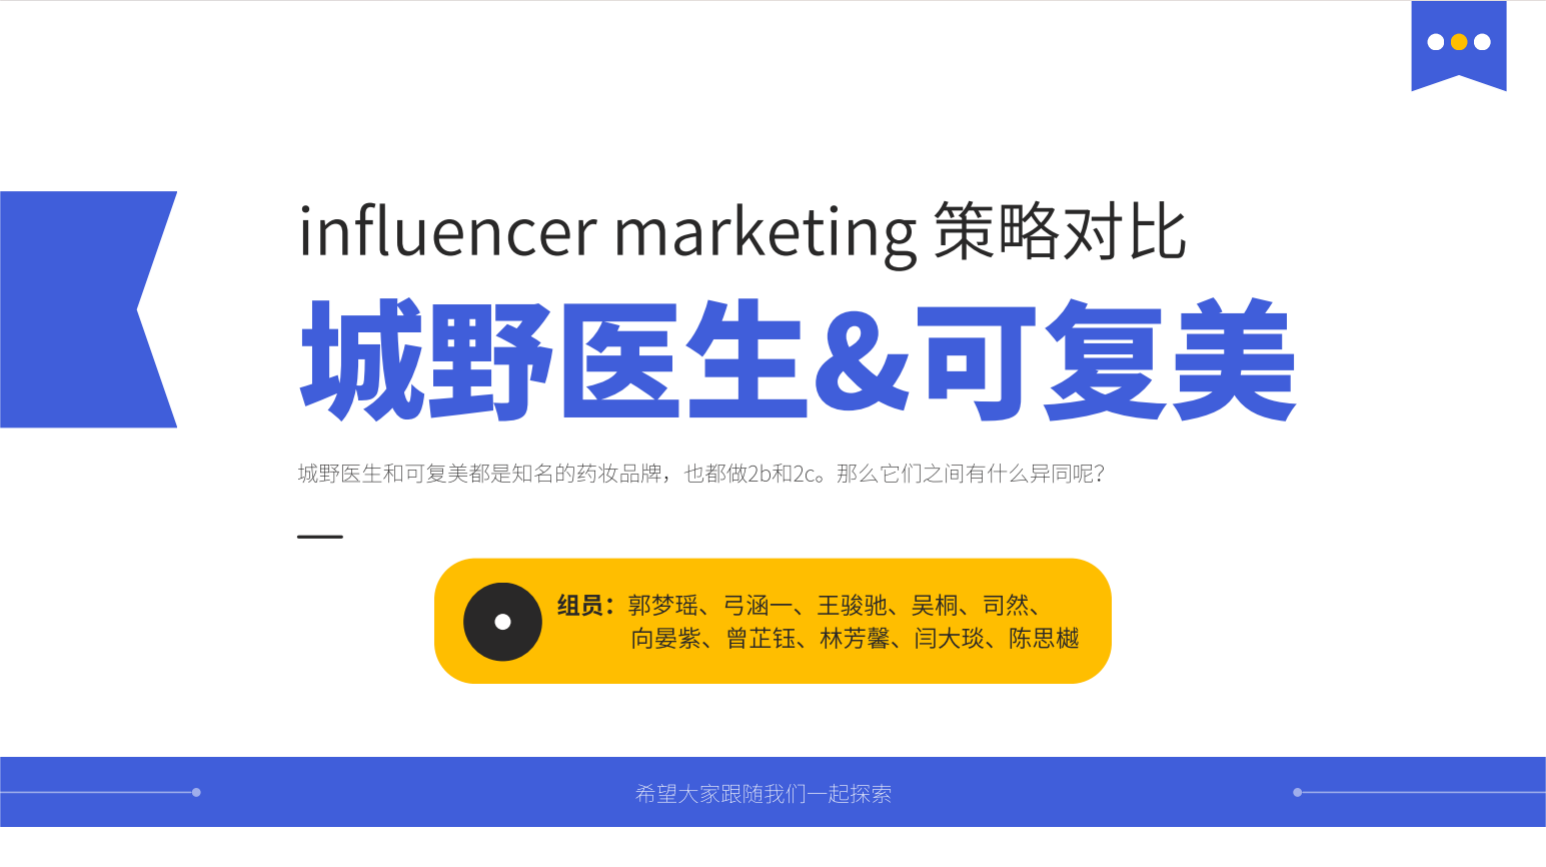 influencer marketing 策略对比
城野医生&可复美
城野医生和可复美都是知名的药妆品牌，也都做2b和2c。那么它们之间有什么异同呢？
组员：郭梦瑶、弓涵一、王骏驰、吴桐、司然、
向晏紫、曾芷钰、林芳馨、闫大琰、陈思樾
希望大家跟随我们一起探索